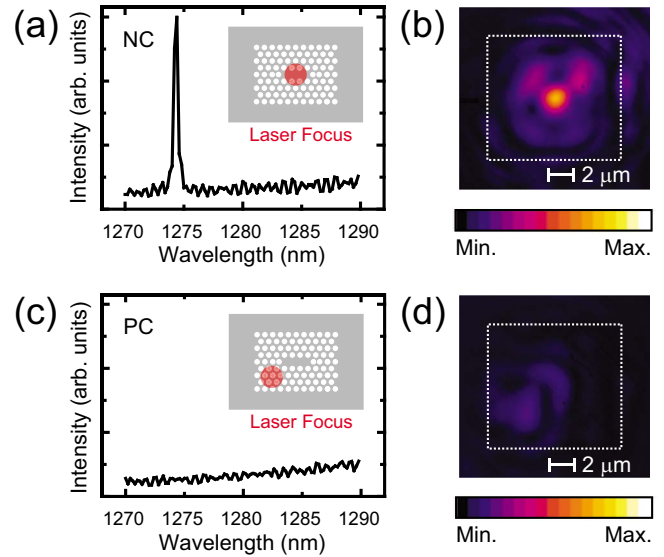 (a)
NC
Intensity (arb. units)
Laser Focus
1270 1275 1280 1285 1290
Wavelength (nm)
(b)
2 μm
Min. Max.
(c)
PC
Intensity (arb. units)
Laser Focus
1270 1275 1280 1285 1290
Wavelength (nm)
(d)
2 μm
Min. Max.